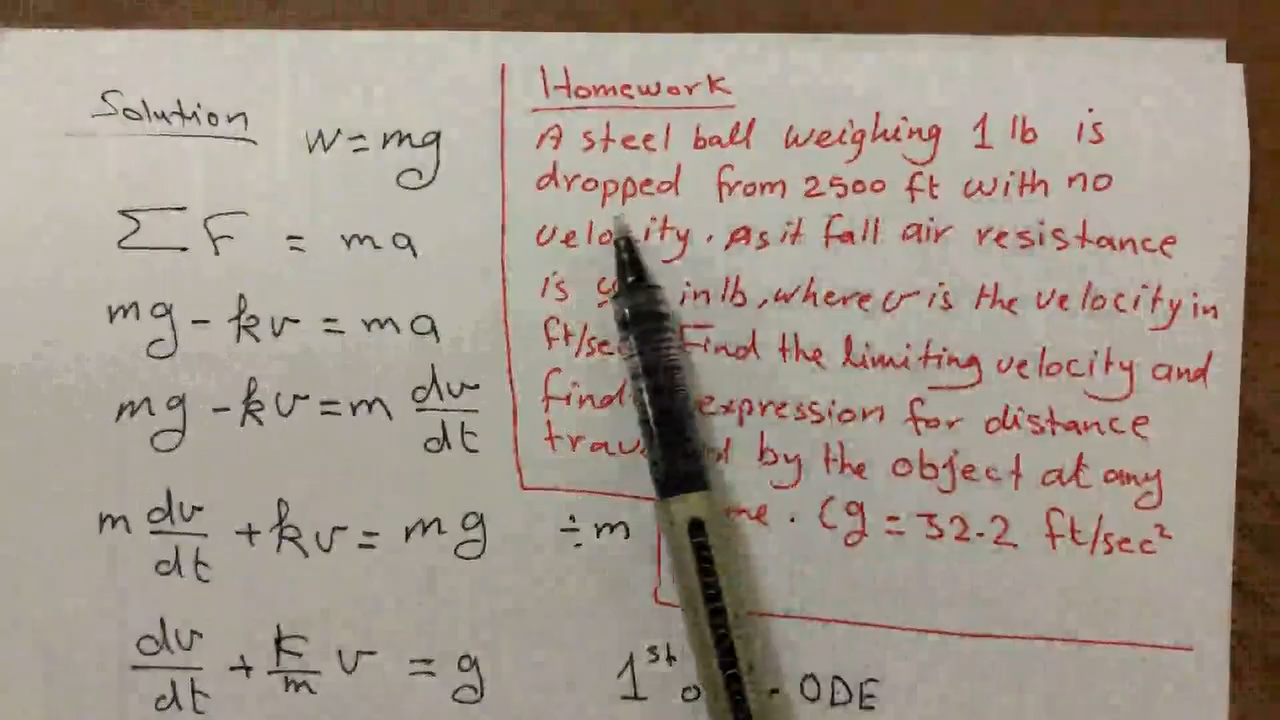 Solution
W = mg
Σ F = ma
mg - kv = ma
mg - kv = m dv/dt
m dv/dt + kv = mg ÷m
dv/dt + k/m v = g 1st ODE
Homework
A steel ball weighing 1 lb is
dropped from 2500 ft with no
velocity. As it fall air resistance
is in lb, where v is the velocity in
ft/sec Find the limiting velocity and
find expression for distance
by the object at any
(g = 32.2 ft/sec²